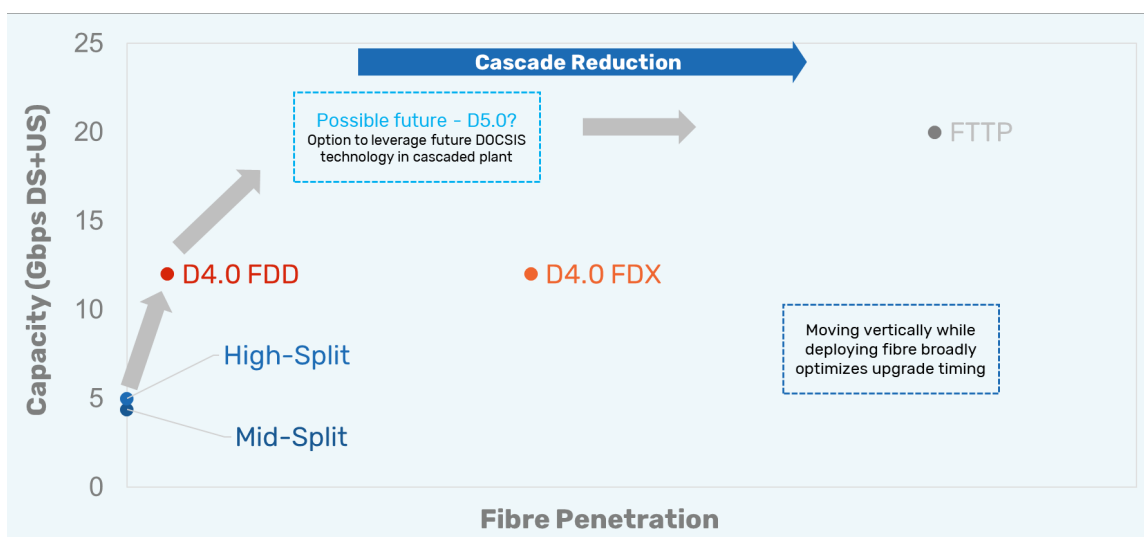 25
Cascade Reduction
Possible future - D5.0?
Option to leverage future DOCSIS
technology in cascaded plant
20
FTTP
15
D4.0 FDD
D4.0 FDX
10
Moving vertically while
deploying fibre broadly
optimizes upgrade timing
High-Split
5
Mid-Split
0
Capacity (Gbps DS+US)
Fibre Penetration